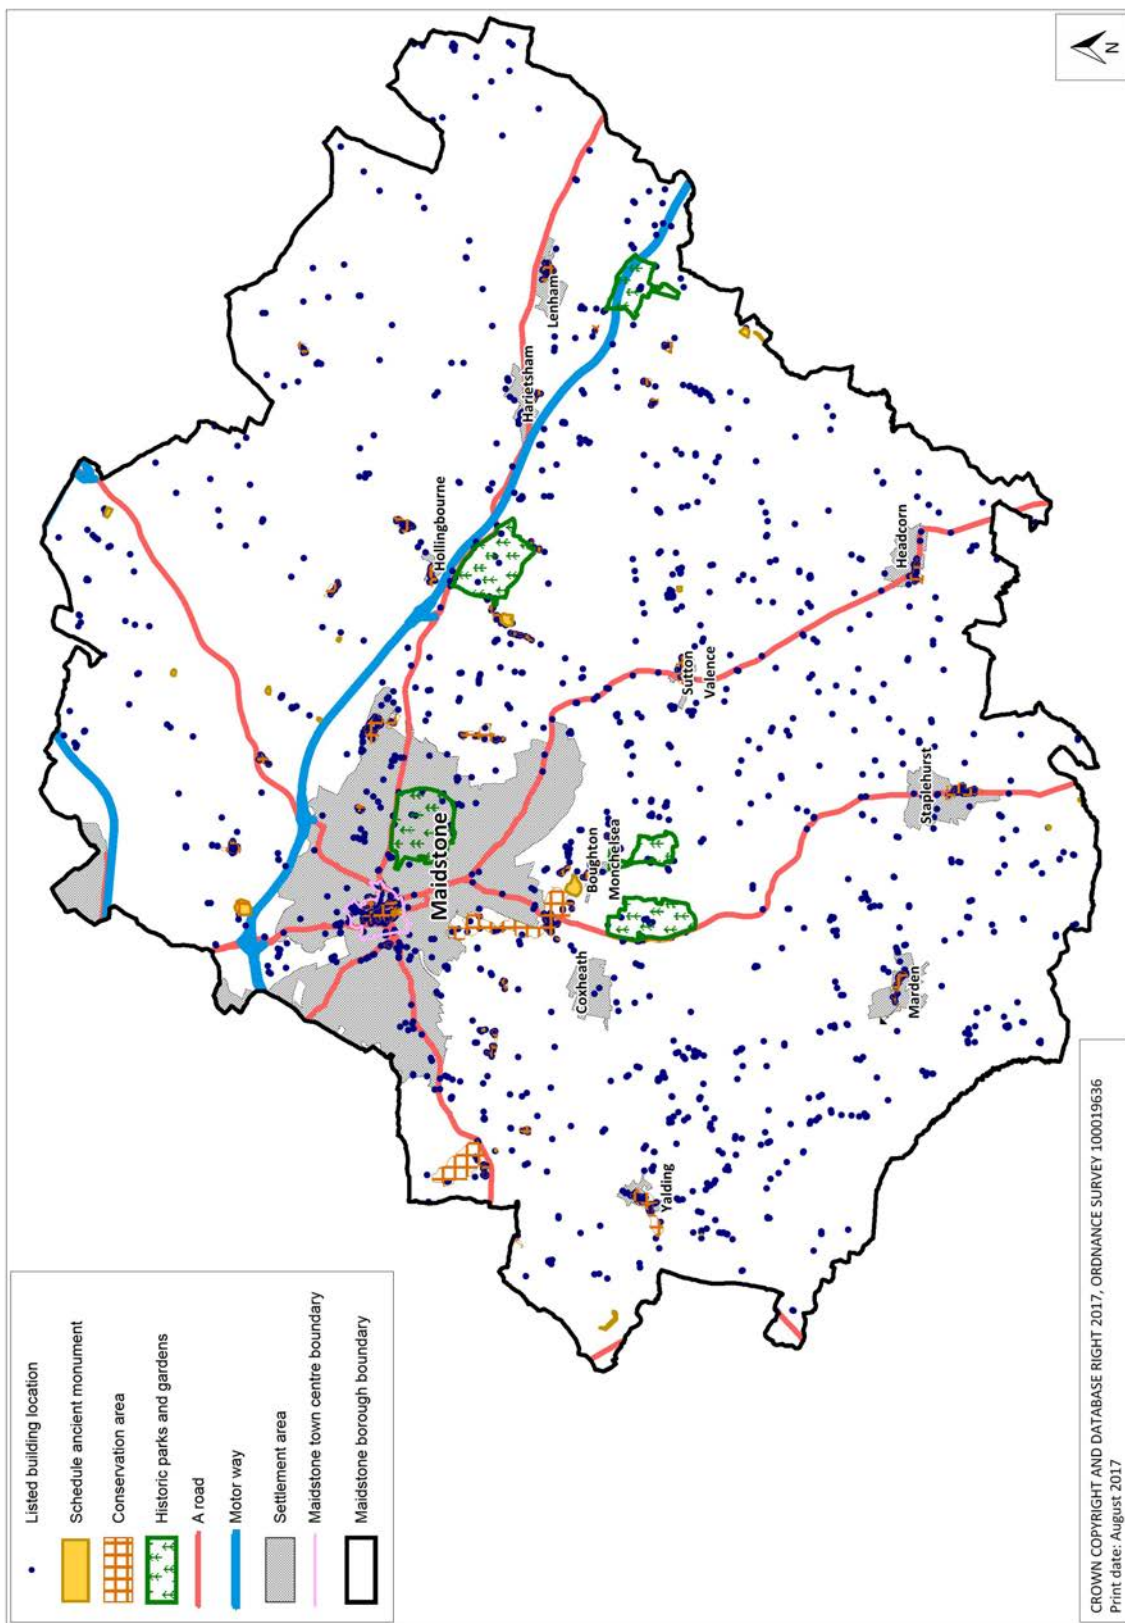 Listed building location
Schedule ancient monument
Conservation area
Historic parks and gardens
A road
Motor way
Settlement area
Maidstone town centre boundary
Maidstone borough boundary
N
Hollingbourne
Lenham
Harietsham
Maidstone
Boughton
Monchelsea
Coxheath
Sutton
Valence
Headcorn
Staplehurst
Marden
Yalding
CROWN COPYRIGHT AND DATABASE RIGHT 2017, ORDNANCE SURVEY 100019636
Print date: August 2017